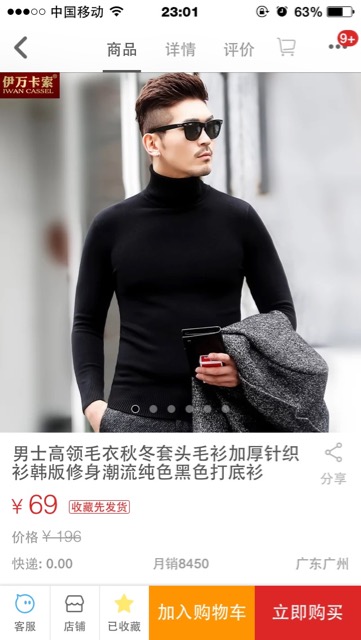 中国移动 23:01 63%
商品 详情 评价 9+
伊万卡索®
IWAN CASSEL
男士高领毛衣秋冬套头毛衫加厚针织
衫韩版修身潮流纯色黑色打底衫
分享
¥ 69 收藏先发货
价格 ¥ 196
快递: 0.00 月销8450 广东广州
客服 店铺 已收藏 加入购物车 立即购买